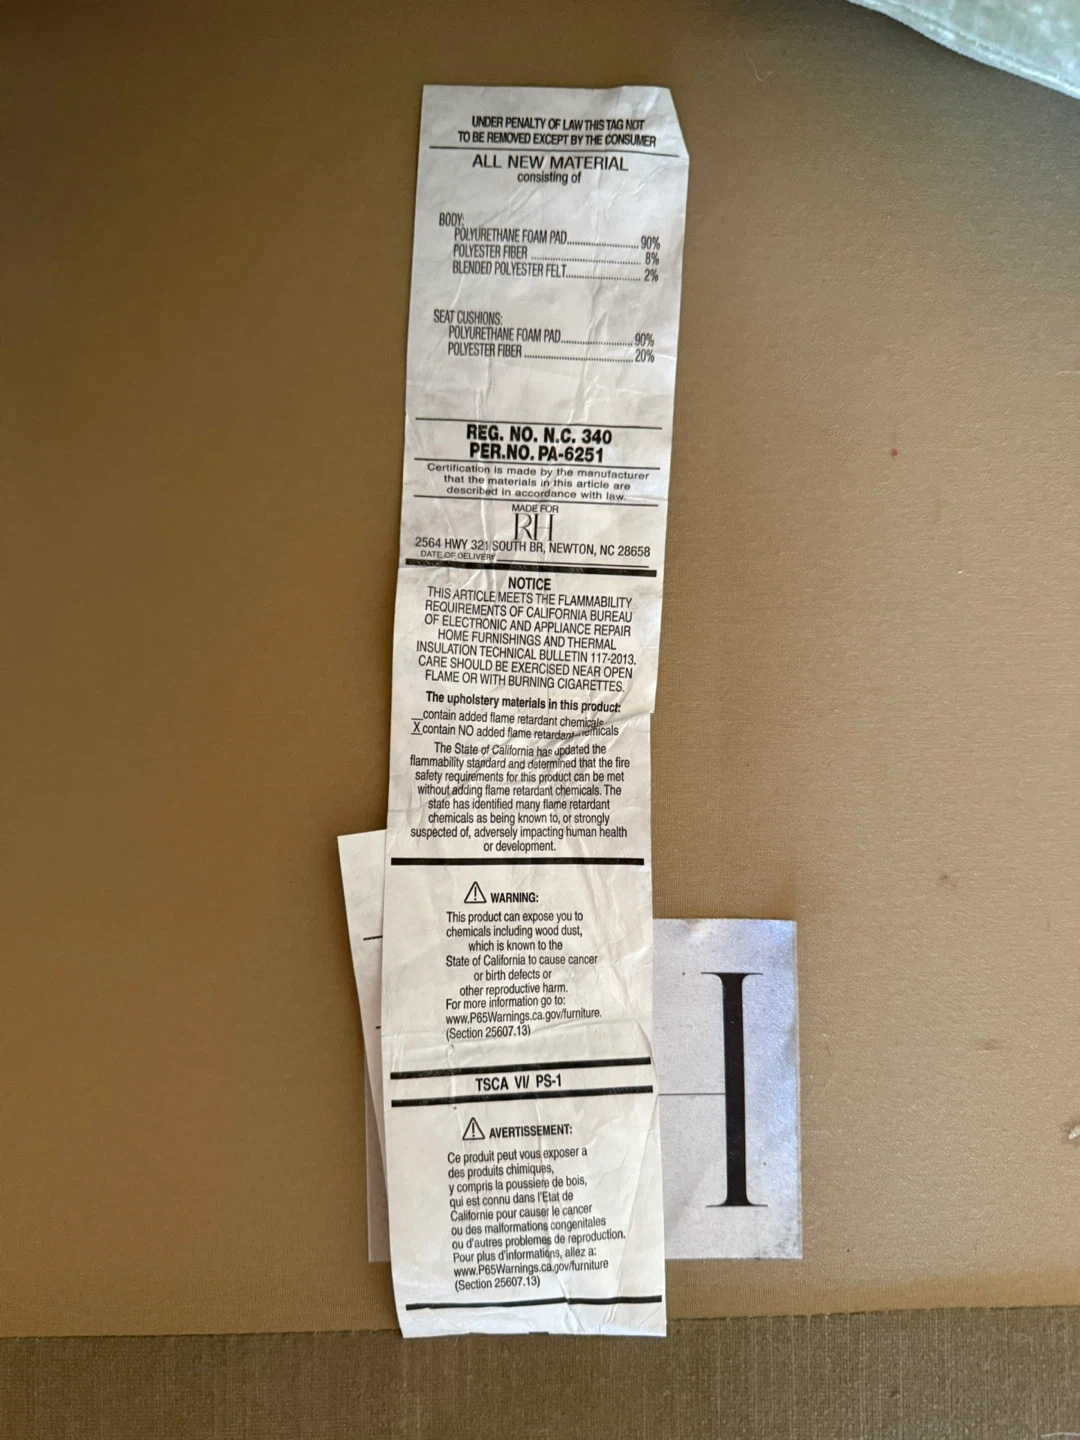 UNDER PENALTY OF LAW THIS TAG NOT
TO BE REMOVED EXCEPT BY THE CONSUMER
ALL NEW MATERIAL
consisting of
BODY:
POLYURETHANE FOAM PAD..................... 90%
POLYESTER FIBER ................................ 8%
BLENDED POLYESTER FELT..................... 2%
SEAT CUSHIONS:
POLYURETHANE FOAM PAD..................... 90%
POLYESTER FIBER ................................ 20%
REG. NO. N.C. 340
PER.NO. PA-6251
Certification is made by the manufacturer
that the materials in this article are
described in accordance with law.
MADE FOR
RH
2564 HWY 321 SOUTH BR, NEWTON, NC 28658
DATE OF DELIVERY
NOTICE
THIS ARTICLE MEETS THE FLAMMABILITY
REQUIREMENTS OF CALIFORNIA BUREAU
OF ELECTRONIC AND APPLIANCE REPAIR
HOME FURNISHINGS AND THERMAL
INSULATION TECHNICAL BULLETIN 117-2013.
CARE SHOULD BE EXERCISED NEAR OPEN
FLAME OR WITH BURNING CIGARETTES.
The upholstery materials in this product:
__contain added flame retardant chemicals
X contain NO added flame retardant chemicals
The State of California has updated the
flammability standard and determined that the fire
safety requirements for this product can be met
without adding flame retardant chemicals. The
state has identified many flame retardant
chemicals as being known to, or strongly
suspected of, adversely impacting human health
or development.
⚠ WARNING:
This product can expose you to
chemicals including wood dust,
which is known to the
State of California to cause cancer
or birth defects or
other reproductive harm.
For more information go to:
www.P65Warnings.ca.gov/furniture.
(Section 25607.13)
TSCA VI/ PS-1
⚠ AVERTISSEMENT:
Ce produit peut vous exposer a
des produits chimiques,
y compris la poussiere de bois,
qui est connu dans l'Etat de
Californie pour causer le cancer
ou des malformations congenitales
ou d'autres problemes de reproduction.
Pour plus d'informations, allez a:
www.P65Warnings.ca.gov/furniture
(Section 25607.13)